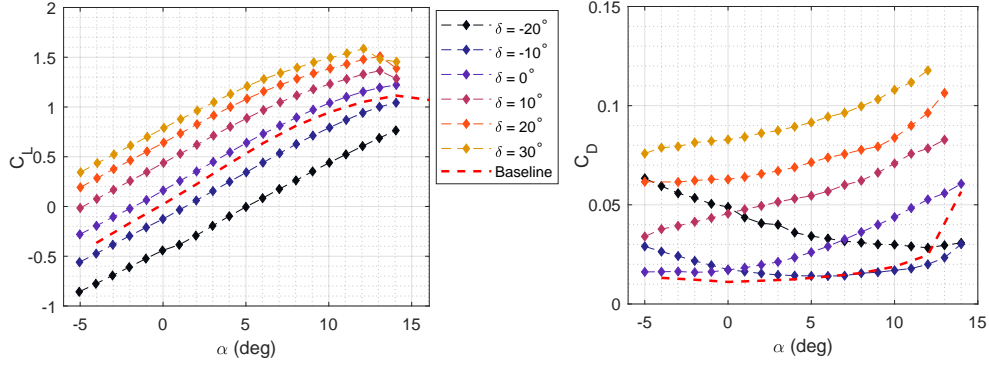 2
1.5
1
0.5
0
-0.5
-1
C_L
-5
0
5
10
15
α (deg)
δ = -20°
δ = -10°
δ = 0°
δ = 10°
δ = 20°
δ = 30°
Baseline
0.15
0.1
0.05
0
C_D
-5
0
5
10
15
α (deg)